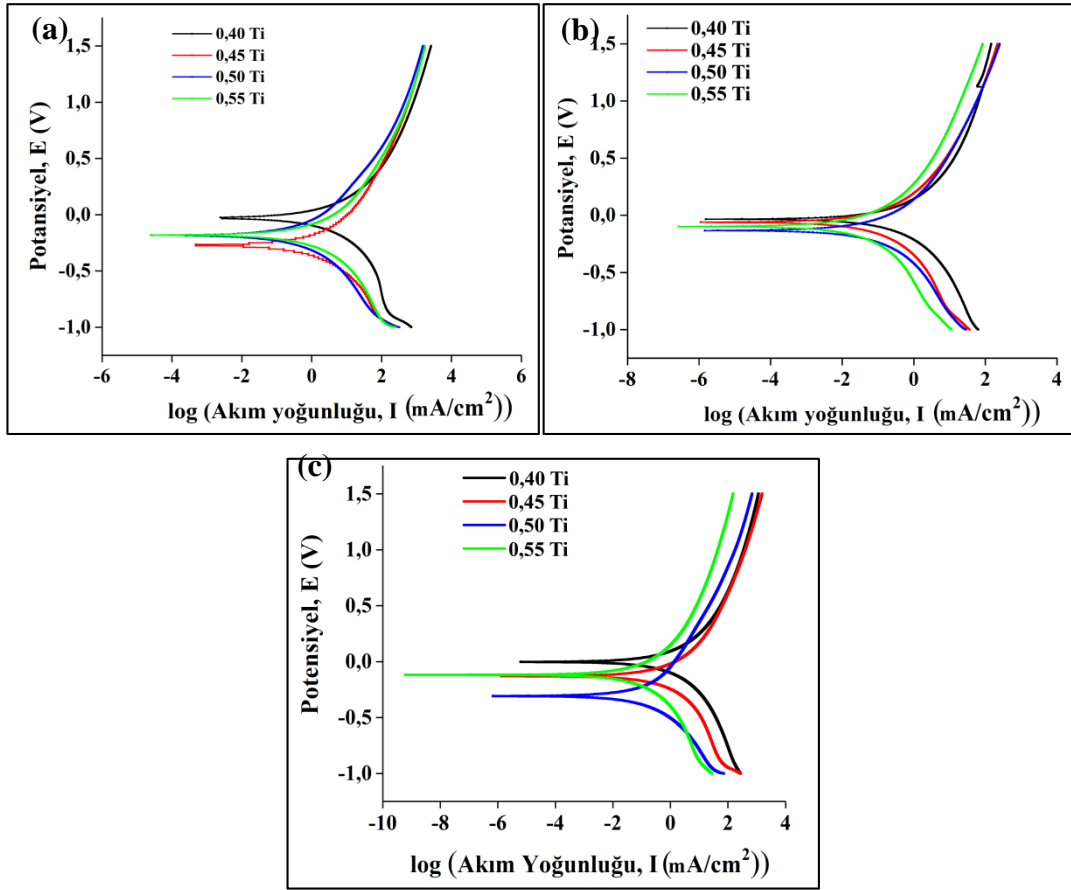 (a)
0,40 Ti
0,45 Ti
0,50 Ti
0,55 Ti
1,5
1,0
0,5
0,0
-0,5
-1,0
Potansiyel, E (V)
-6 -4 -2 0 2 4 6
log (Akım yoğunluğu, I (mA/cm²))
(b)
0,40 Ti
0,45 Ti
0,50 Ti
0,55 Ti
1,5
1,0
0,5
0,0
-0,5
-1,0
Potansiyel, E (V)
-8 -6 -4 -2 0 2 4
log (Akım yoğunluğu, I (mA/cm²))
(c)
0,40 Ti
0,45 Ti
0,50 Ti
0,55 Ti
1,5
1,0
0,5
0,0
-0,5
-1,0
Potensiyel, E (V)
-10 -8 -6 -4 -2 0 2 4
log (Akım Yoğunluğu, I (mA/cm²))